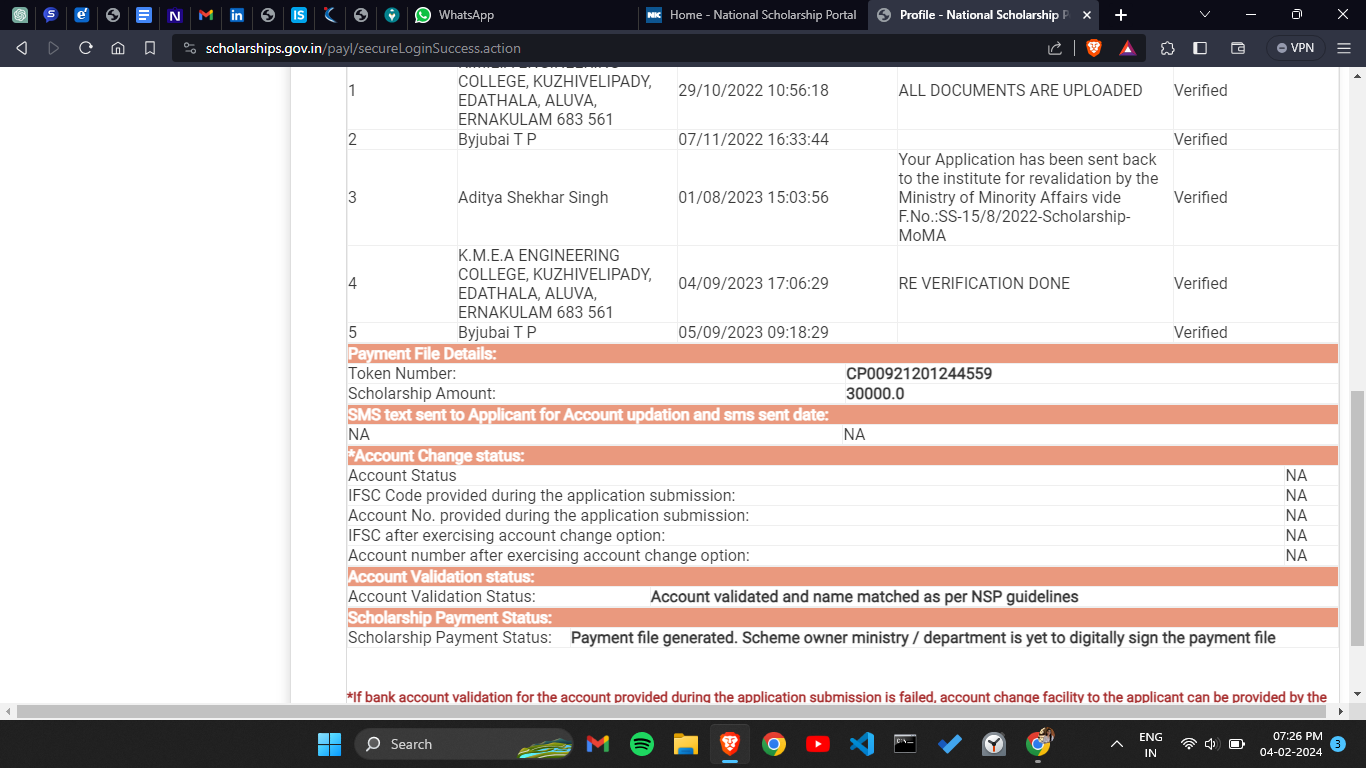 WhatsApp
Home - National Scholarship Portal
Profile - National Scholarship P
scholarships.gov.in/payl/secureLoginSuccess.action
VPN
1
COLLEGE, KUZHIVELIPADY,
EDATHALA, ALUVA,
ERNAKULAM 683 561
29/10/2022 10:56:18
ALL DOCUMENTS ARE UPLOADED
Verified
2
Byjubai T P
07/11/2022 16:33:44
Verified
3
Aditya Shekhar Singh
01/08/2023 15:03:56
Your Application has been sent back
to the institute for revalidation by the
Ministry of Minority Affairs vide
F.No.:SS-15/8/2022-Scholarship-
MoMA
Verified
4
K.M.E.A ENGINEERING
COLLEGE, KUZHIVELIPADY,
EDATHALA, ALUVA,
ERNAKULAM 683 561
04/09/2023 17:06:29
RE VERIFICATION DONE
Verified
5
Byjubai T P
05/09/2023 09:18:29
Verified
Payment File Details:
Token Number:
CP00921201244559
Scholarship Amount:
30000.0
SMS text sent to Applicant for Account updation and sms sent date:
NA
NA
*Account Change status:
Account Status
NA
IFSC Code provided during the application submission:
NA
Account No. provided during the application submission:
NA
IFSC after exercising account change option:
NA
Account number after exercising account change option:
NA
Account Validation status:
Account Validation Status:
Account validated and name matched as per NSP guidelines
Scholarship Payment Status:
Scholarship Payment Status:
Payment file generated. Scheme owner ministry / department is yet to digitally sign the payment file
*If bank account validation for the account provided during the application submission is failed, account change facility to the applicant can be provided by the
Search
ENG
IN
07:26 PM
04-02-2024
3